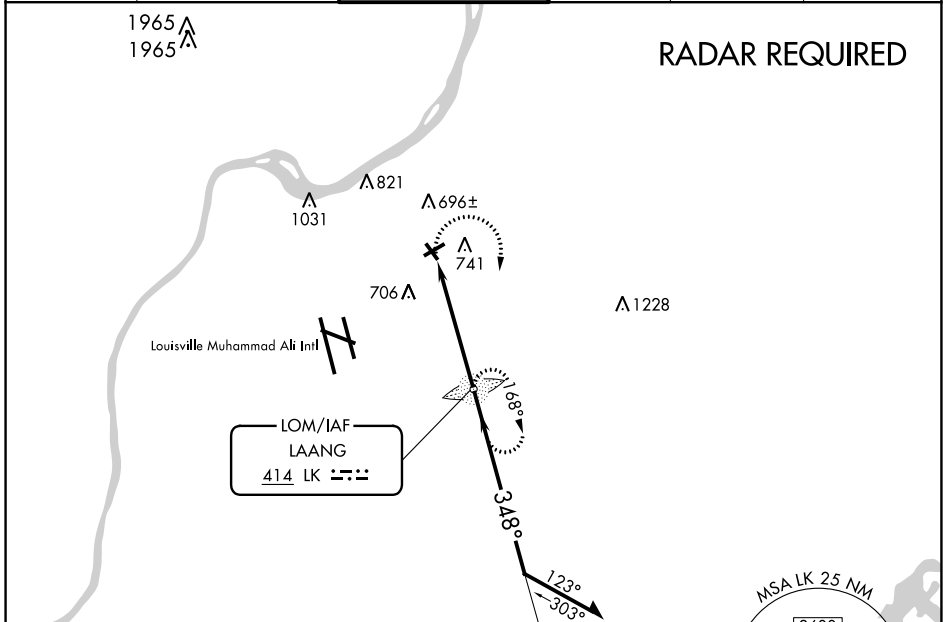 1965
1965
RADAR REQUIRED
821
696±
1031
741
706
1228
Louisville Muhammad Ali Intl
168°
LOM/IAF
LAANG
414 LK
348°
123°
303°
MSA LK 25 NM